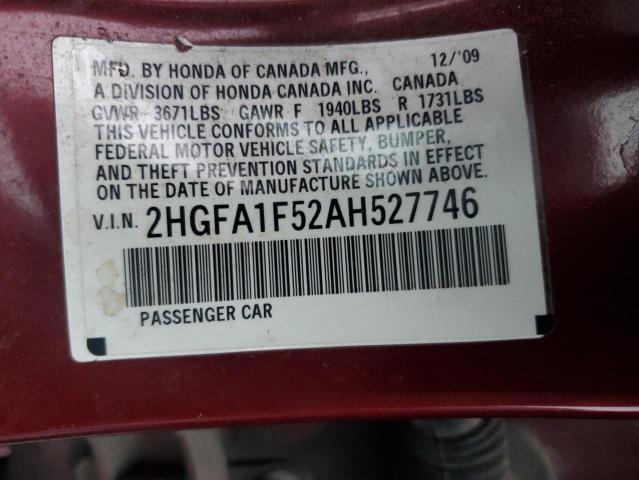 MFD. BY HONDA OF CANADA MFG., 12/'09
A DIVISION OF HONDA CANADA INC. CANADA
GVWR 3671LBS GAWR F 1940LBS R 1731LBS
THIS VEHICLE CONFORMS TO ALL APPLICABLE
FEDERAL MOTOR VEHICLE SAFETY, BUMPER,
AND THEFT PREVENTION STANDARDS IN EFFECT
ON THE DATE OF MANUFACTURE SHOWN ABOVE.
V.I.N. 2HGFA1F52AH527746
PASSENGER CAR